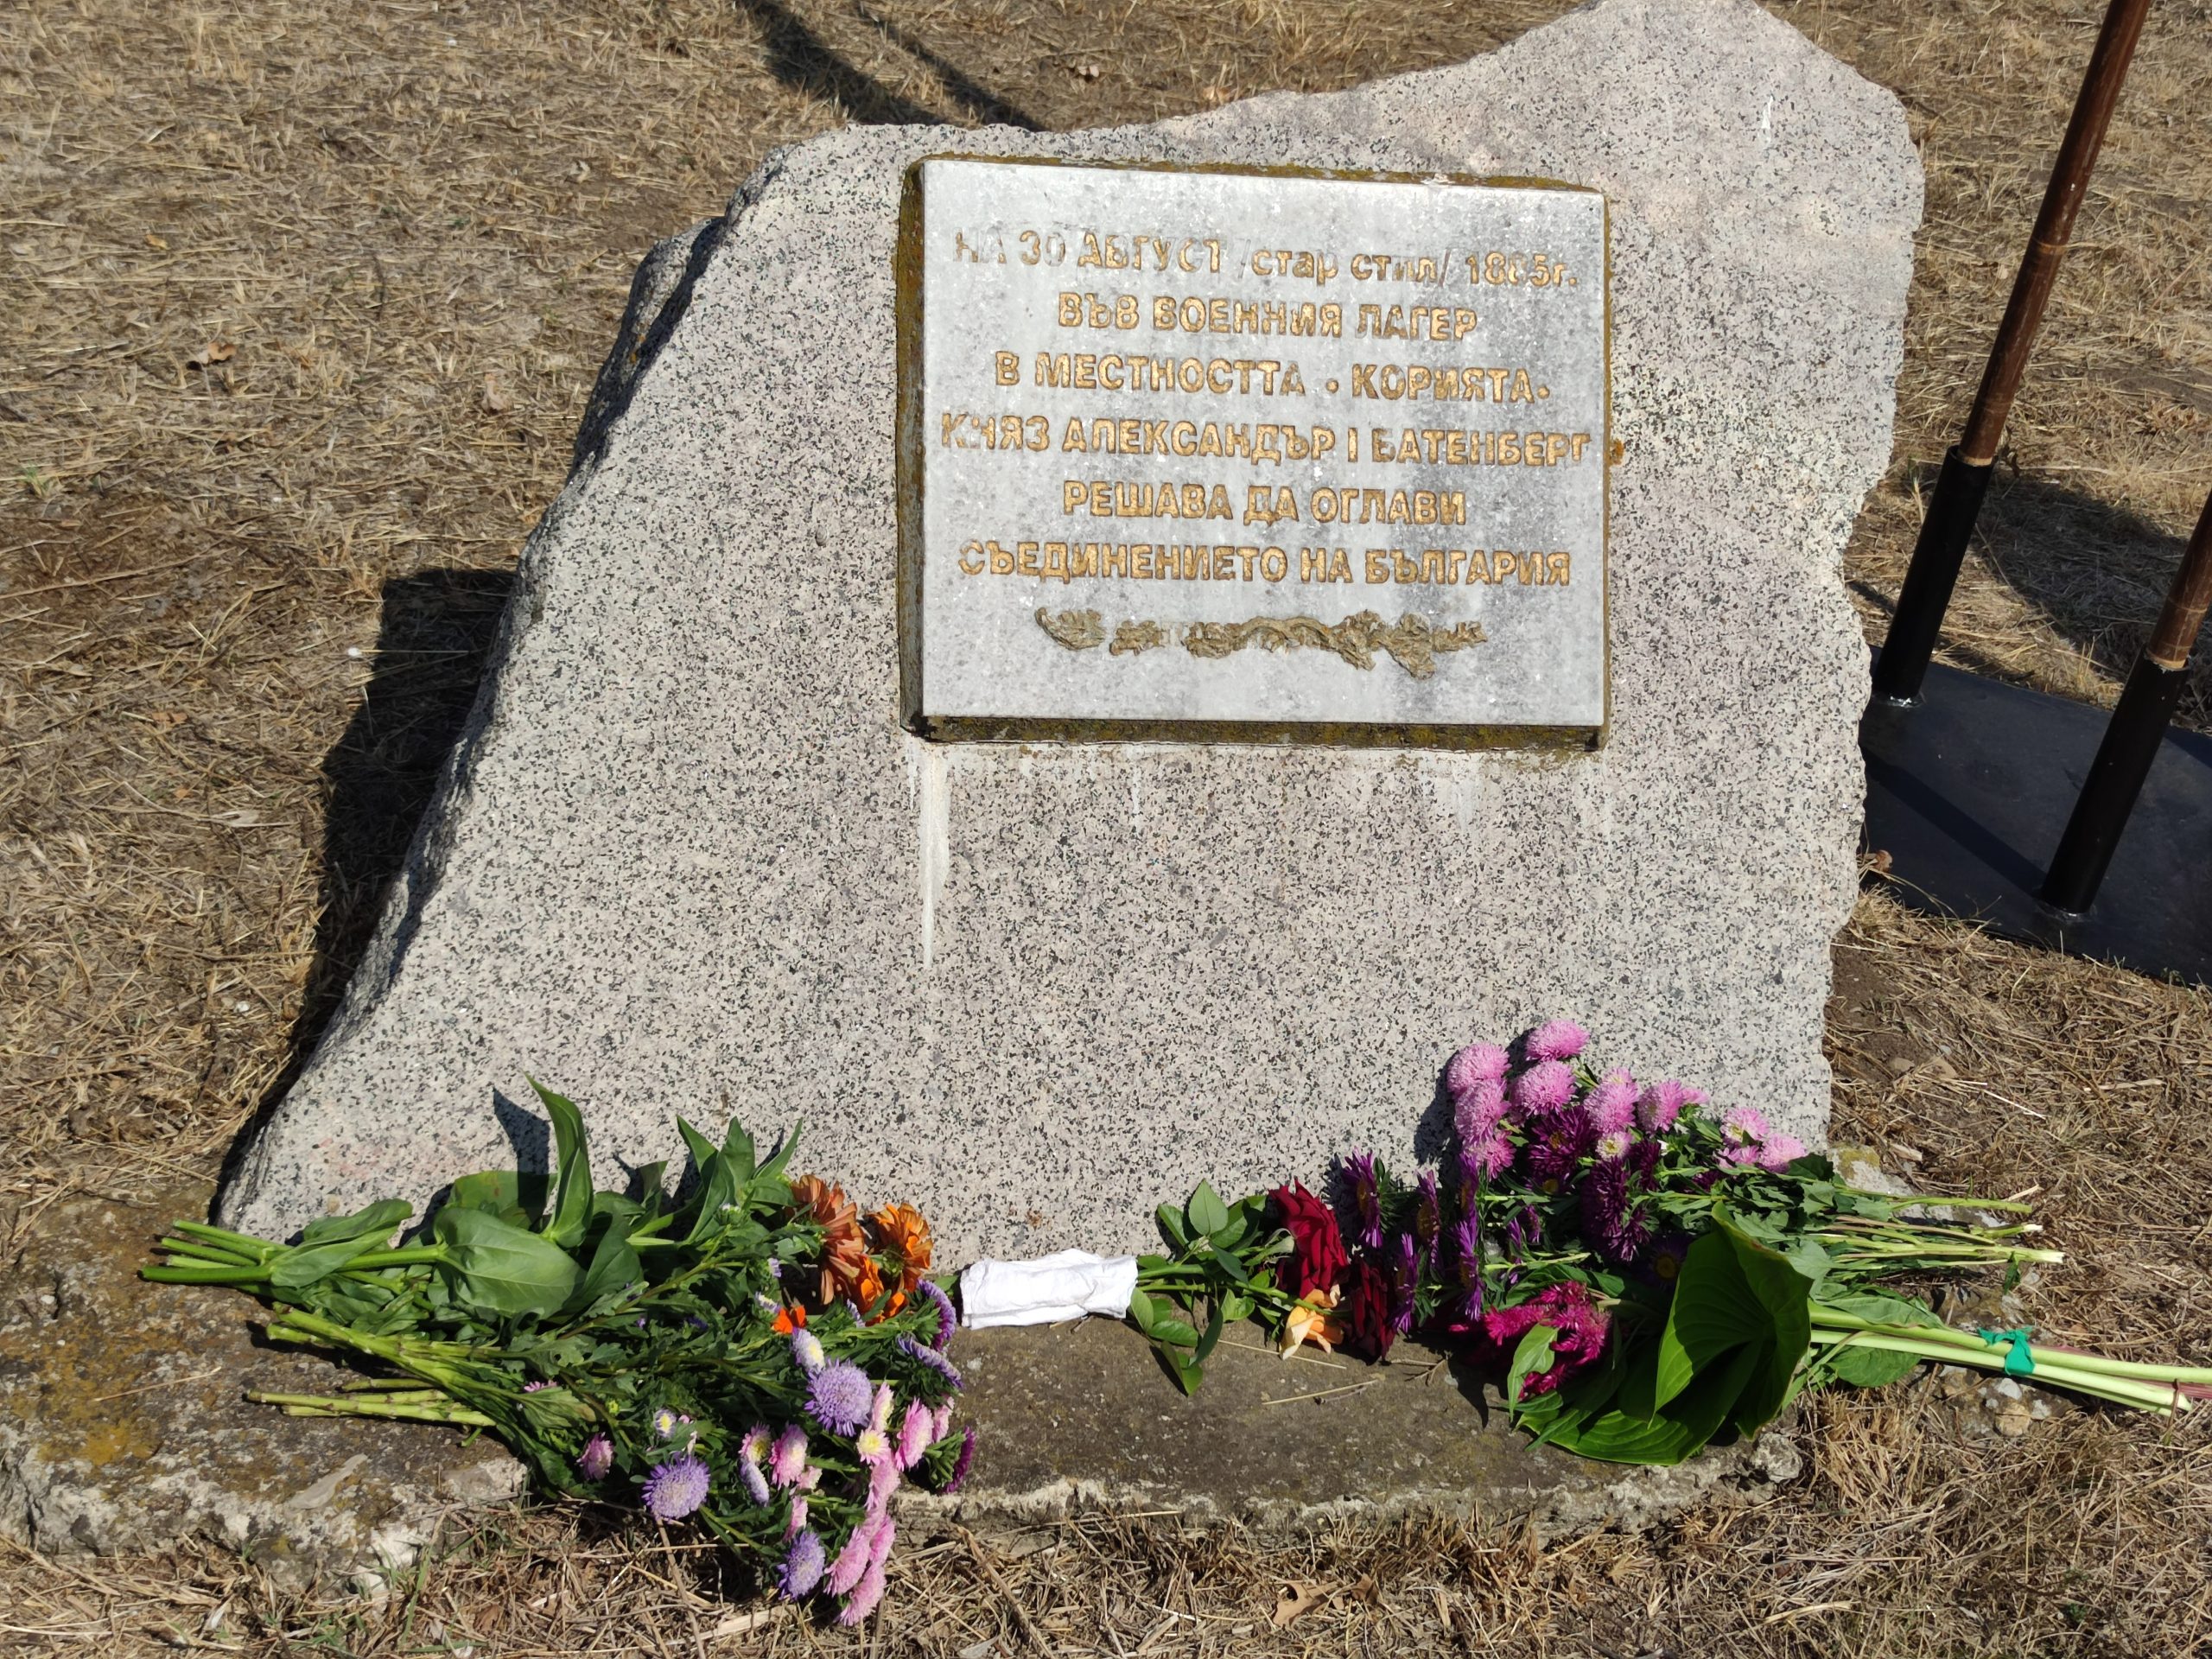 НА 30 АВГУСТ /стар стил/ 1885г.
ВЪВ ВОЕННИЯ ЛАГЕР
В МЕСТНОСТТА • КОРИЯТА•
КНЯЗ АЛЕКСАНДЪР I БАТЕНБЕРГ
РЕШАВА ДА ОГЛАВИ
СЪЕДИНЕНИЕТО НА БЪЛГАРИЯ